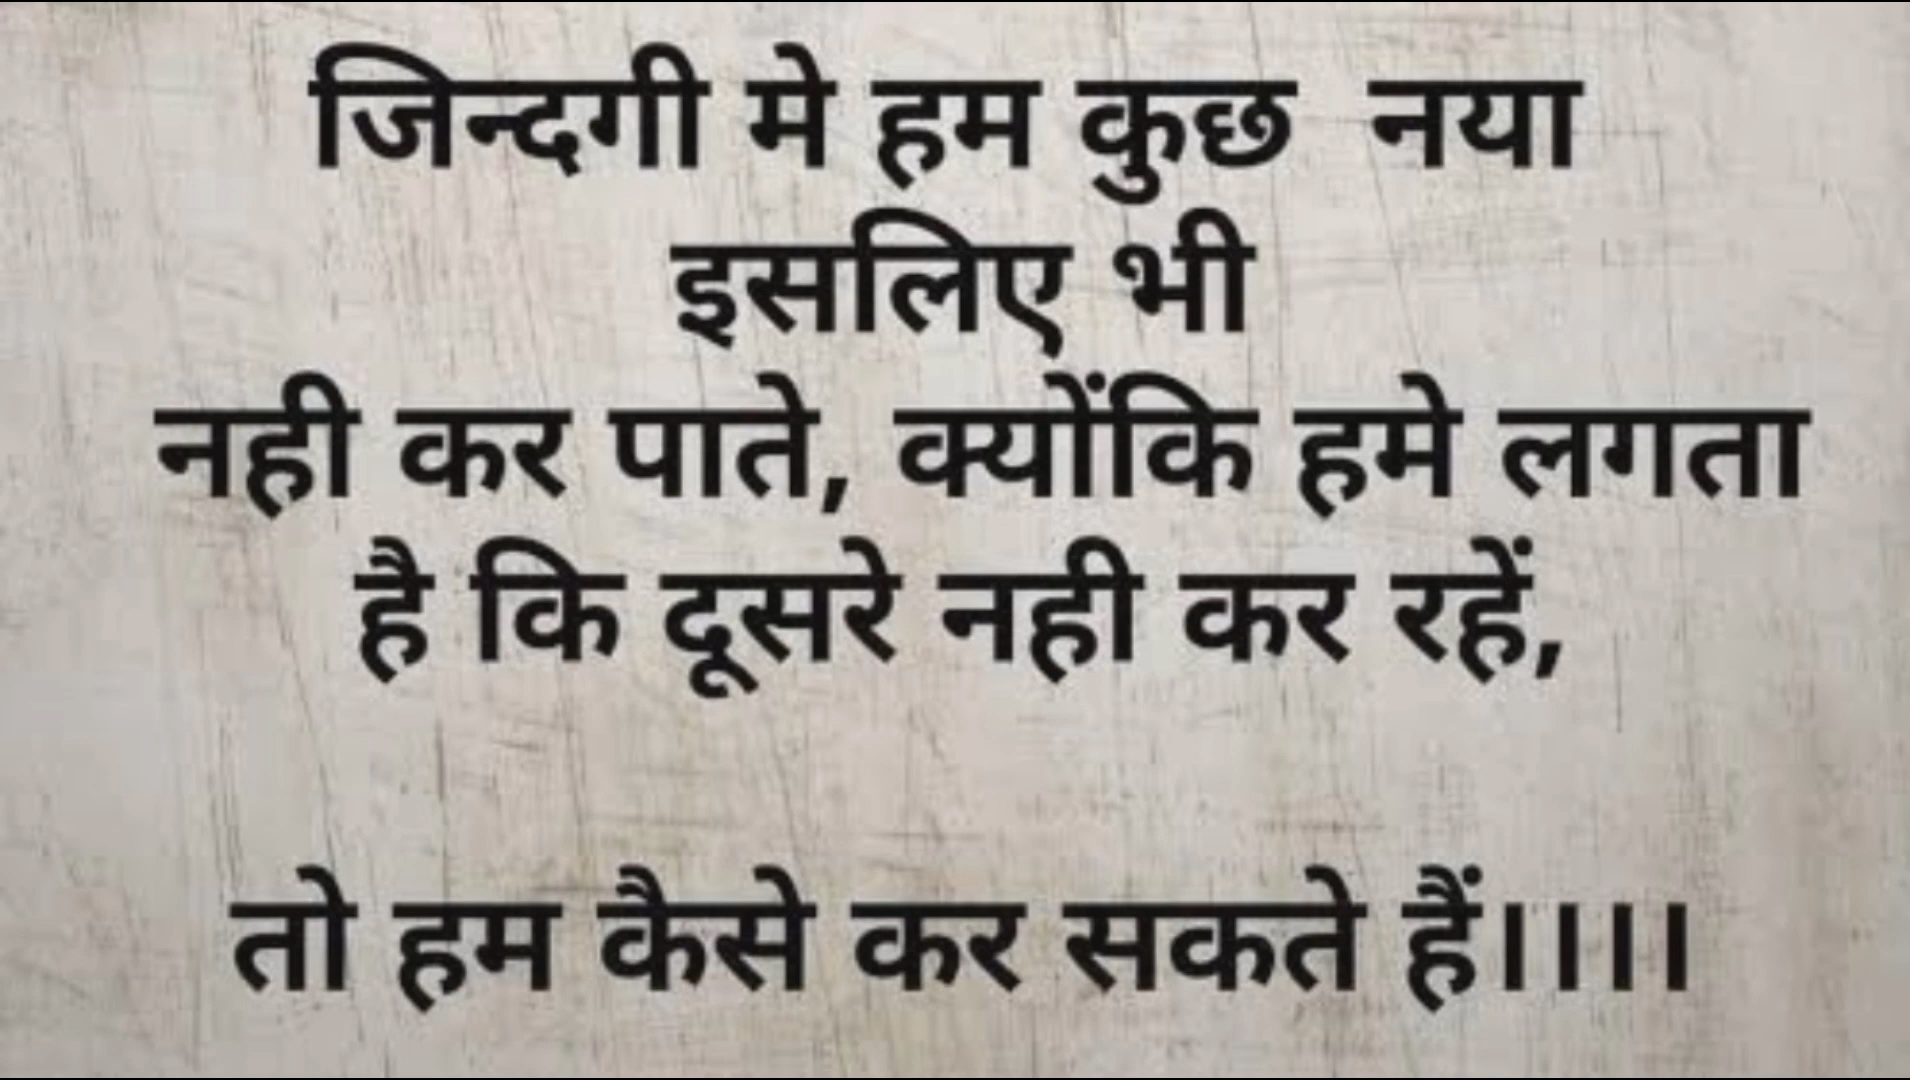 जिन्दगी मे हम कुछ नया
इसलिए भी
नही कर पाते, क्योंकि हमे लगता
है कि दूसरे नही कर रहें,
तो हम कैसे कर सकते हैं।।।।